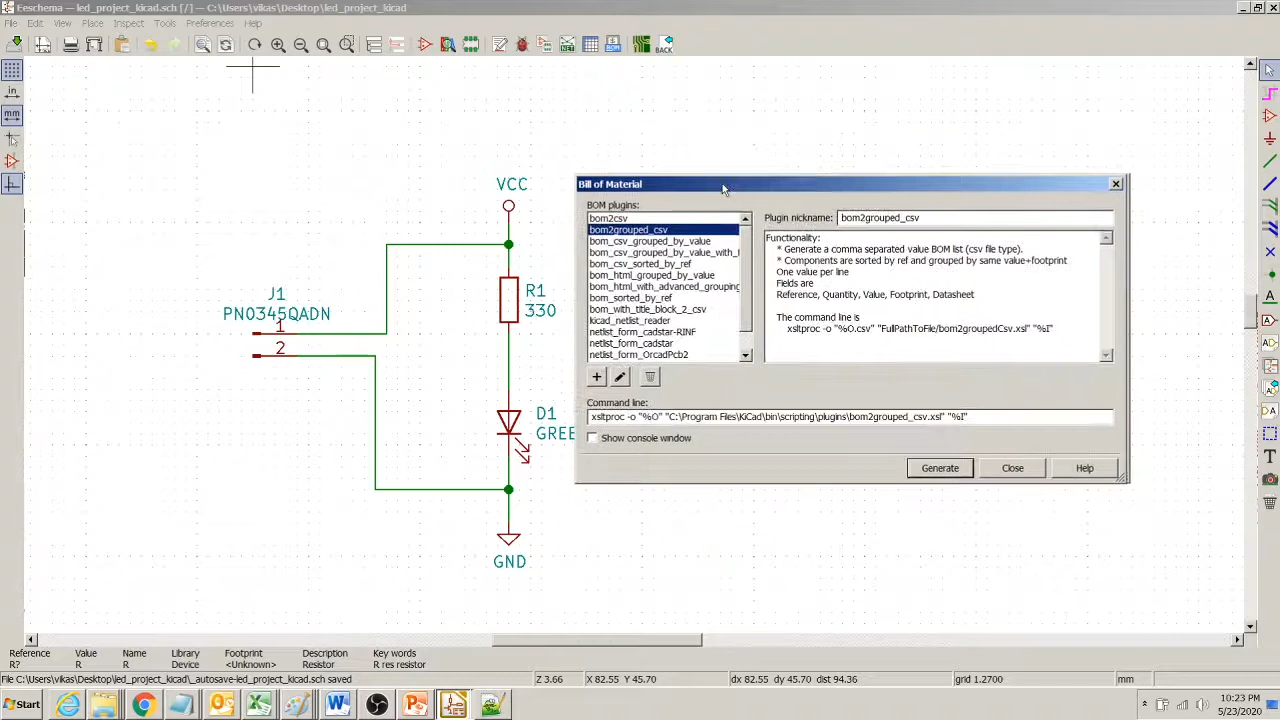 Eeschema — led_project_kicad.sch [/] — C:\Users\vikas\Desktop\led_project_kicad
File Edit View Place Inspect Tools Preferences Help
BOM
NET
BACK
in
mm
VCC
R1
330
J1
PN0345QADN
1
2
D1
GREE
GND
Bill of Material
BOM plugins:
bom2csv
bom2grouped_csv
bom_csv_grouped_by_value
bom_csv_grouped_by_value_with_f
bom_csv_sorted_by_ref
bom_html_grouped_by_value
bom_html_with_advanced_grouping
bom_sorted_by_ref
bom_with_title_block_2_csv
kicad_netlist_reader
netlist_form_cadstar-RINF
netlist_form_cadstar
netlist_form_OrcadPcb2
Plugin nickname: bom2grouped_csv
Functionality:
* Generate a comma separated value BOM list (csv file type).
* Components are sorted by ref and grouped by same value+footprint
One value per line
Fields are
Reference, Quantity, Value, Footprint, Datasheet
The command line is
xsltproc -o "%O.csv" "FullPathToFile/bom2groupedCsv.xsl" "%I"
Command line:
xsltproc -o "%O" "C:\Program Files\KiCad\bin\scripting\plugins\bom2grouped_csv.xsl" "%I"
Show console window
Generate
Close
Help
Reference Value Name Library Footprint Description Key words
R? R R Device <Unknown> Resistor R res resistor
File C:\Users\vikas\Desktop\led_project_kicad\_autosave-led_project_kicad.sch saved Z 3.66 X 82.55 Y 45.70 dx 82.55 dy 45.70 dist 94.36 grid 1.2700 mm
Start
10:23 PM
5/23/2020